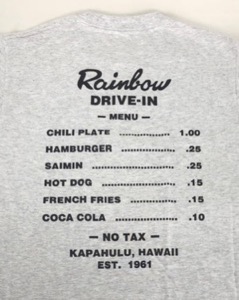 Rainbow
DRIVE-IN
— MENU —
CHILI PLATE ................ 1.00
HAMBURGER ................ .25
SAIMIN ........................ .25
HOT DOG ..................... .15
FRENCH FRIES ............. .15
COCA COLA ................. .10
— NO TAX —
KAPAHULU, HAWAII
EST. 1961